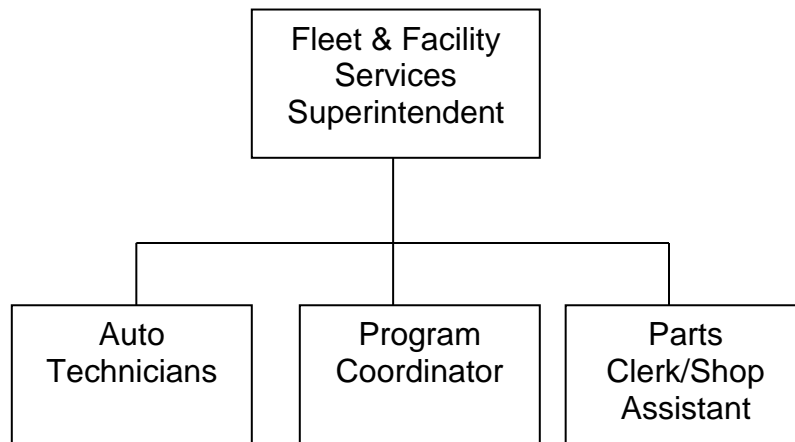 Fleet & Facility
Services
Superintendent
Auto
Technicians
Program
Coordinator
Parts
Clerk/Shop
Assistant